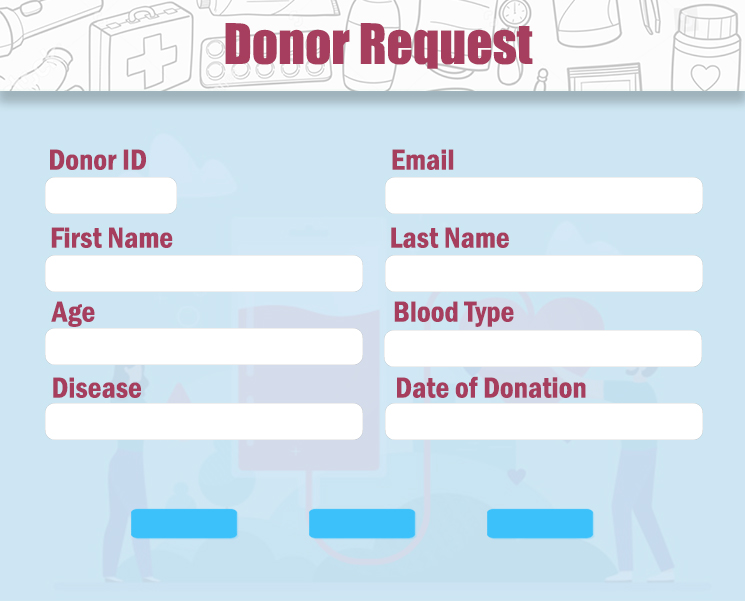 Donor Request
Donor ID
Email
First Name
Last Name
Age
Blood Type
Disease
Date of Donation